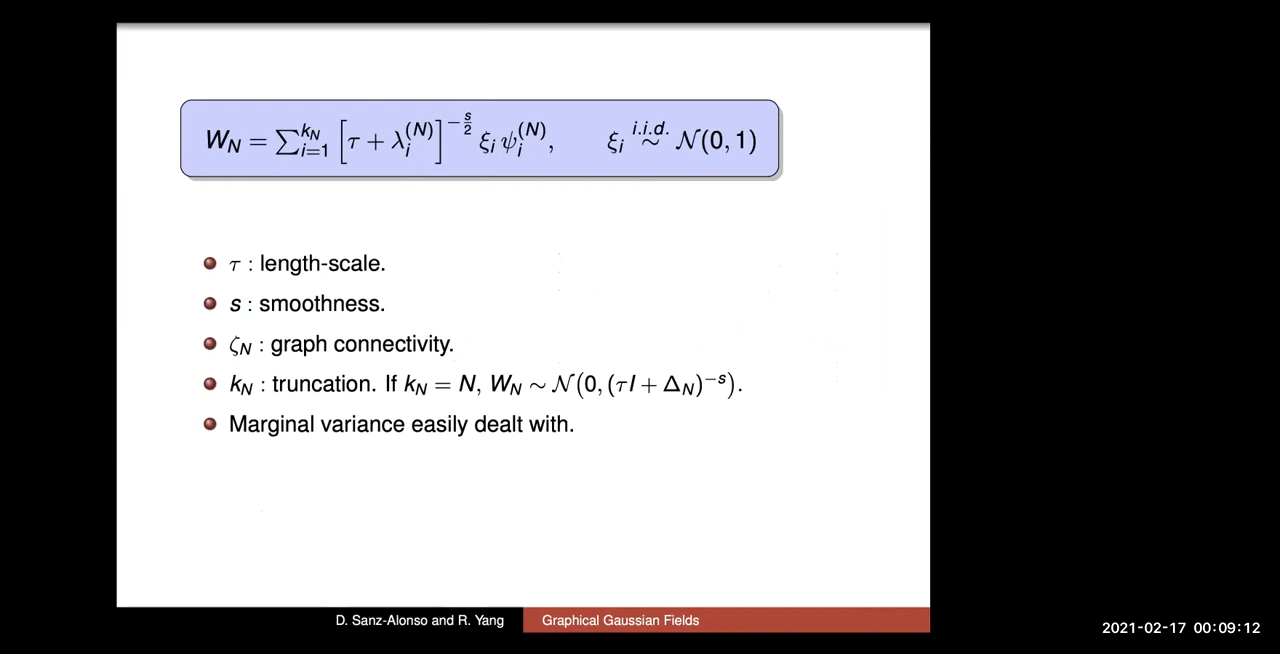 W_N = ∑_{i=1}^{k_N} [τ + λ_i^{(N)}]^{-s/2} ξ_i ψ_i^{(N)}, ξ_i i.i.d. ∼ 𝒩(0, 1)
τ : length-scale.
s : smoothness.
ζ_N : graph connectivity.
k_N : truncation. If k_N = N, W_N ∼ 𝒩(0, (τI + Δ_N)^{-s}).
Marginal variance easily dealt with.
D. Sanz-Alonso and R. Yang Graphical Gaussian Fields
2021-02-17 00:09:12